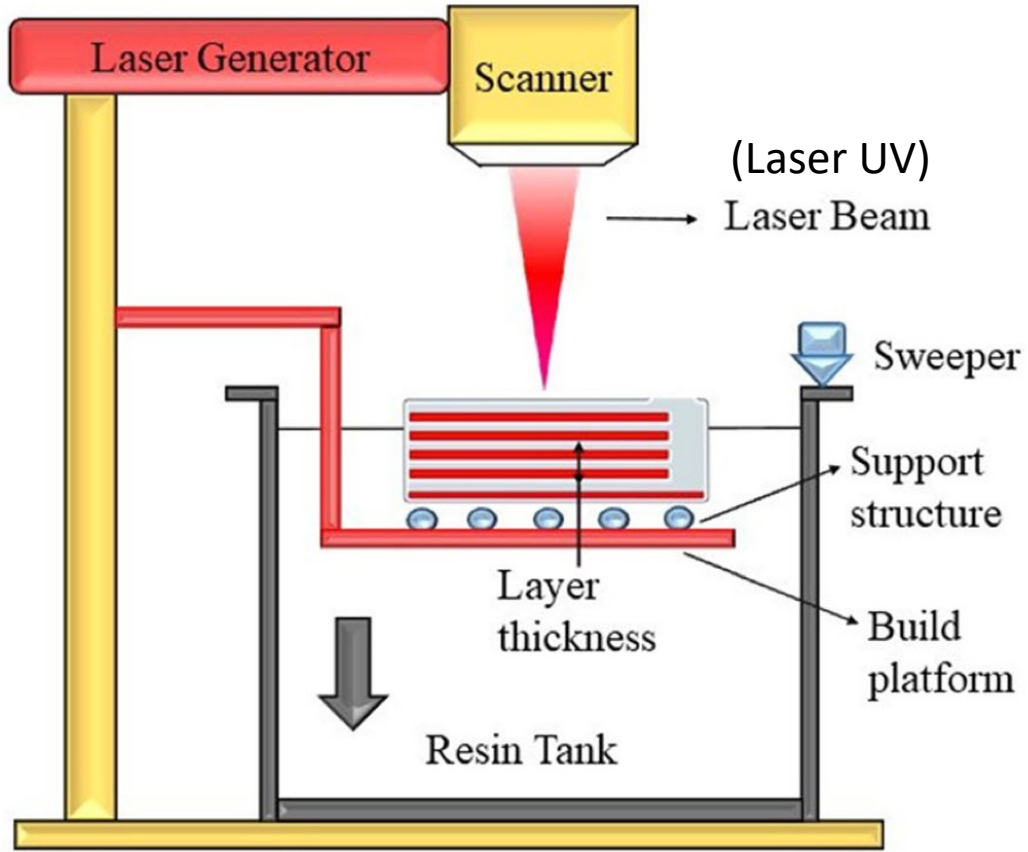 Laser Generator
Scanner
(Laser UV)
Laser Beam
Sweeper
Support
structure
Layer
thickness
Build
platform
Resin Tank